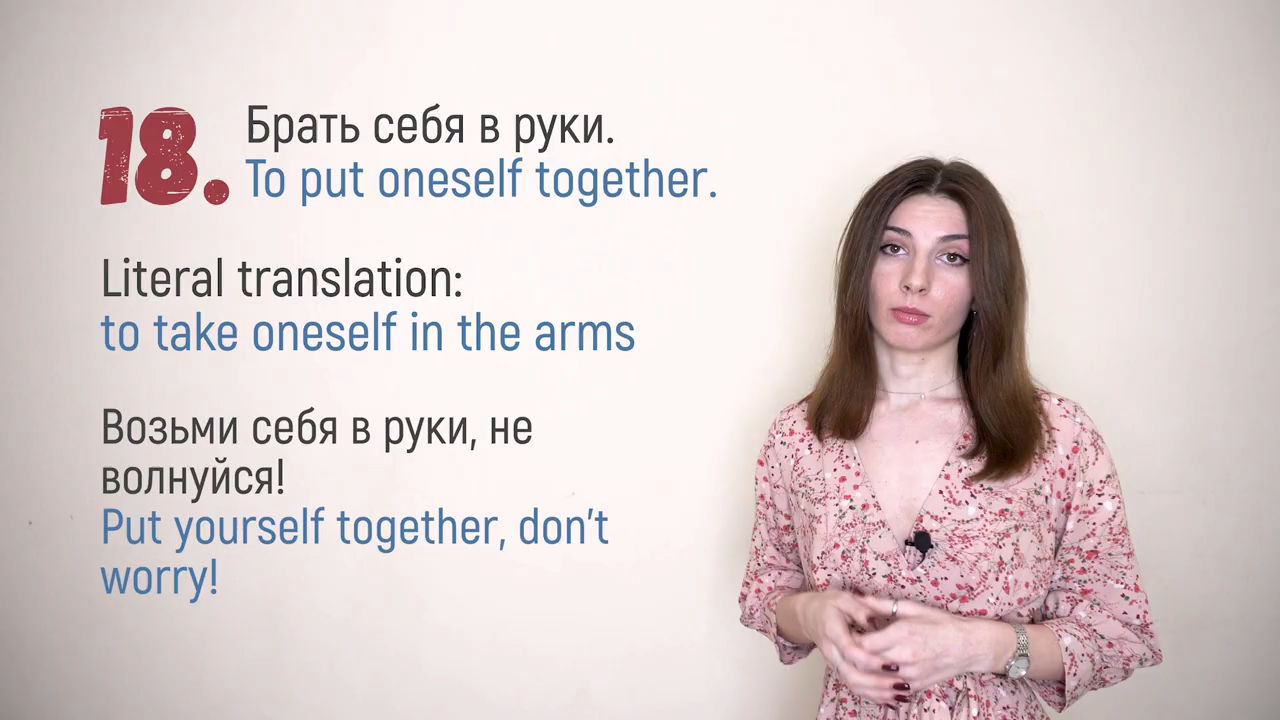 18. Брать себя в руки.
To put oneself together.
Literal translation:
to take oneself in the arms
Возьми себя в руки, не
волнуйся!
Put yourself together, don't
worry!